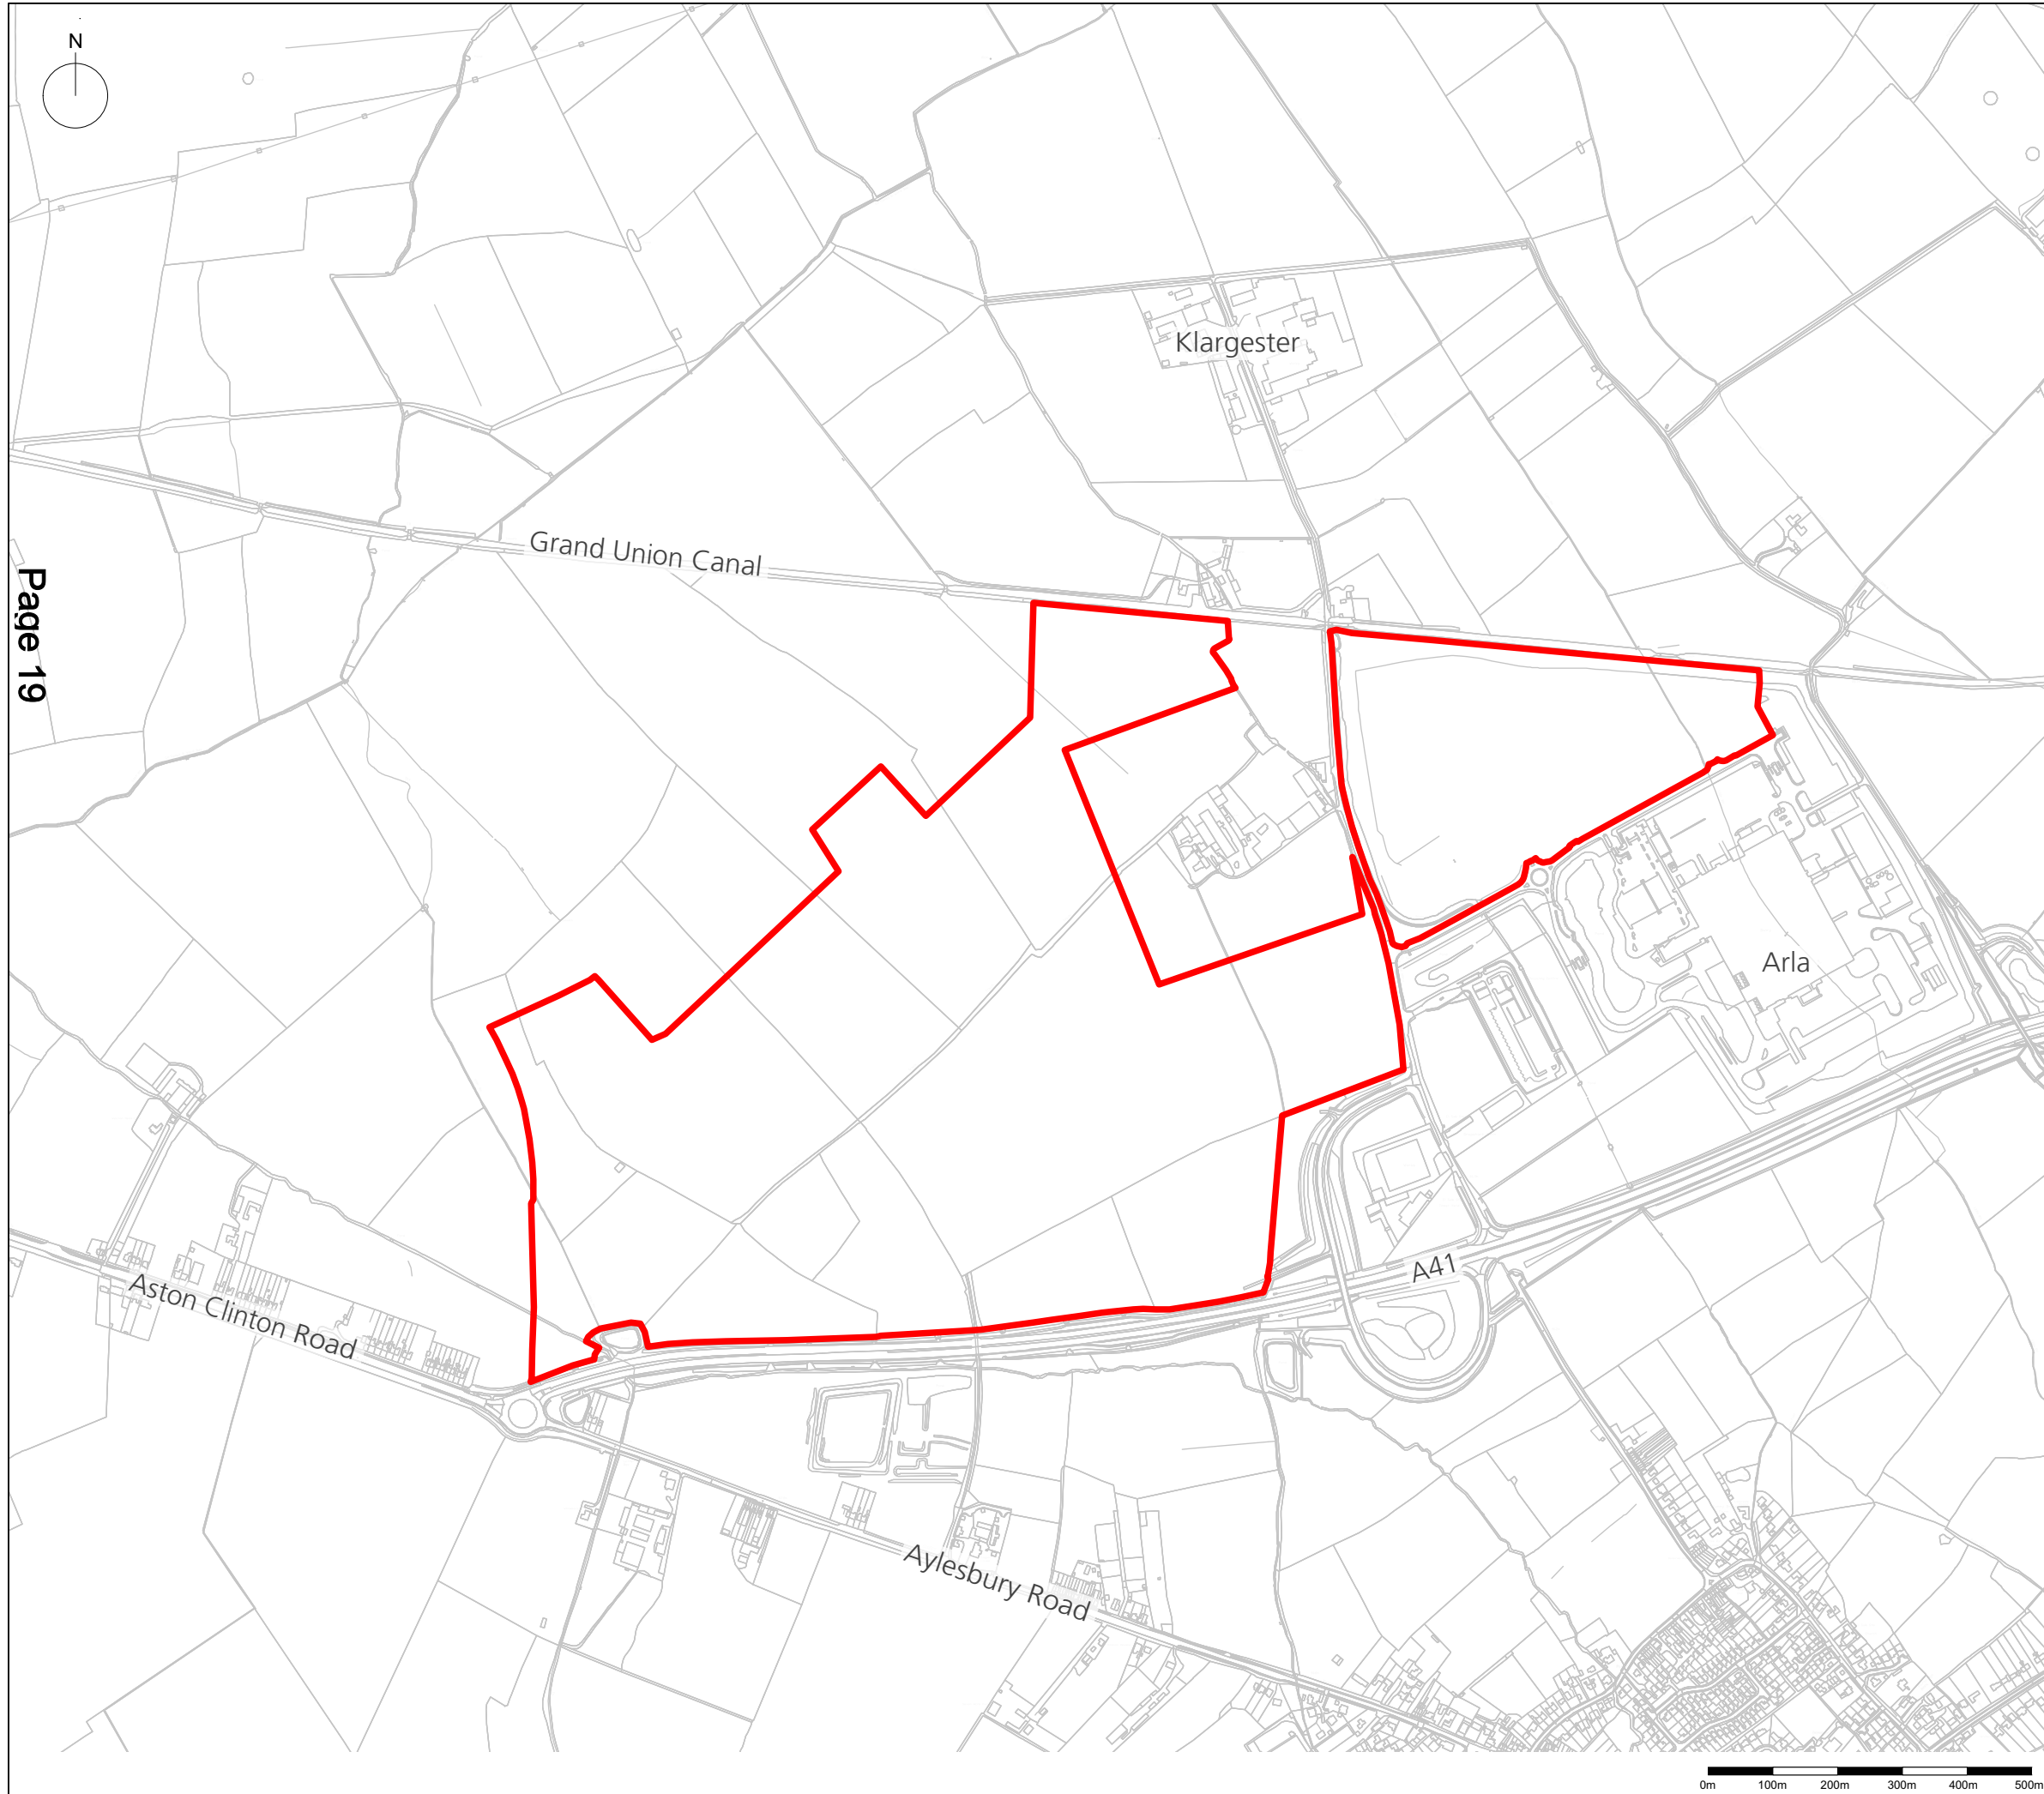 N
Klargester
Grand Union Canal
Page 19
Arla
A41
Aston Clinton Road
Aylesbury Road
0m 100m 200m 300m 400m 500m